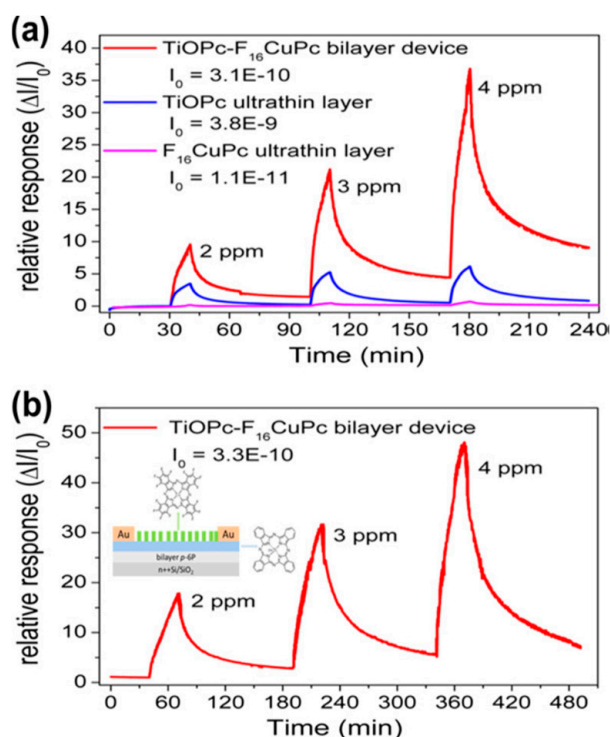 (a)
relative response (ΔI/I₀)
40
35
30
25
20
15
10
5
0
TiOPc-F₁₆CuPc bilayer device
I₀ = 3.1E-10
TiOPc ultrathin layer
I₀ = 3.8E-9
F₁₆CuPc ultrathin layer
I₀ = 1.1E-11
2 ppm
3 ppm
4 ppm
0 30 60 90 120 150 180 210 240
Time (min)
(b)
relative response (ΔI/I₀)
50
40
30
20
10
0
TiOPc-F₁₆CuPc bilayer device
I₀ = 3.3E-10
Au Au
bilayer p-6P
n++Si/SiO₂
2 ppm
3 ppm
4 ppm
0 60 120 180 240 300 360 420 480
Time (min)